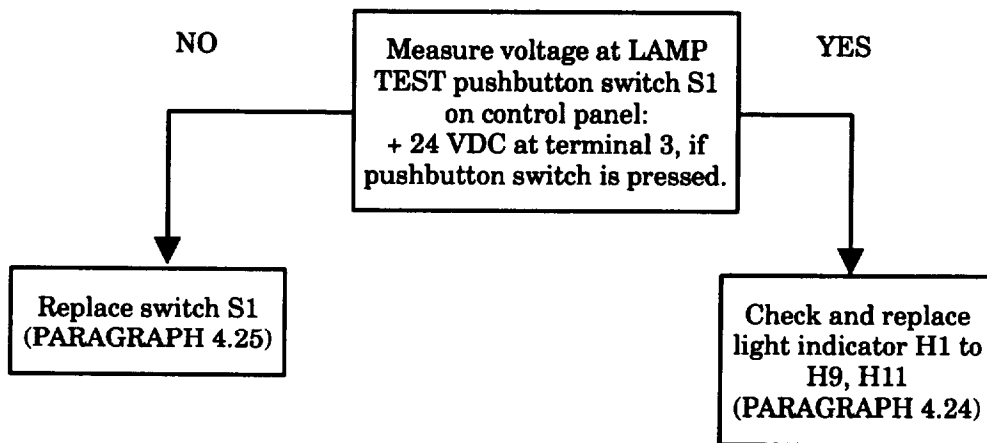 NO
Measure voltage at LAMP
TEST pushbutton switch S1
on control panel:
+ 24 VDC at terminal 3, if
pushbutton switch is pressed.
YES
Replace switch S1
(PARAGRAPH 4.25)
Check and replace
light indicator H1 to
H9, H11
(PARAGRAPH 4.24)